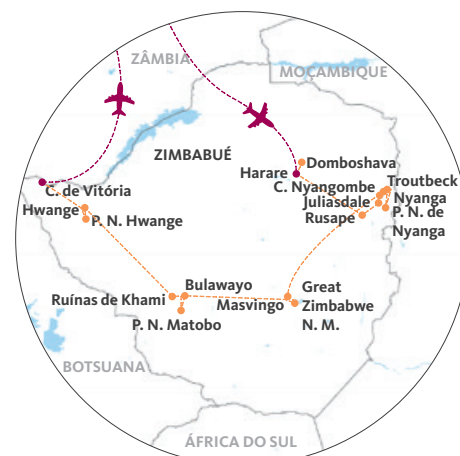 ZÂMBIA
MOÇAMBIQUE
ZIMBABUÉ
Domboshava
Harare
C. Nyangombe
Troutbeck
Juliasdale
Nyanga
Rusape
P. N. de
Nyanga
C. de Vitória
Hwange
P. N. Hwange
Bulawayo
Ruínas de Khami
P. N. Matobo
Masvingo
Great
Zimbabwe
N. M.
BOTSUANA
ÁFRICA DO SUL